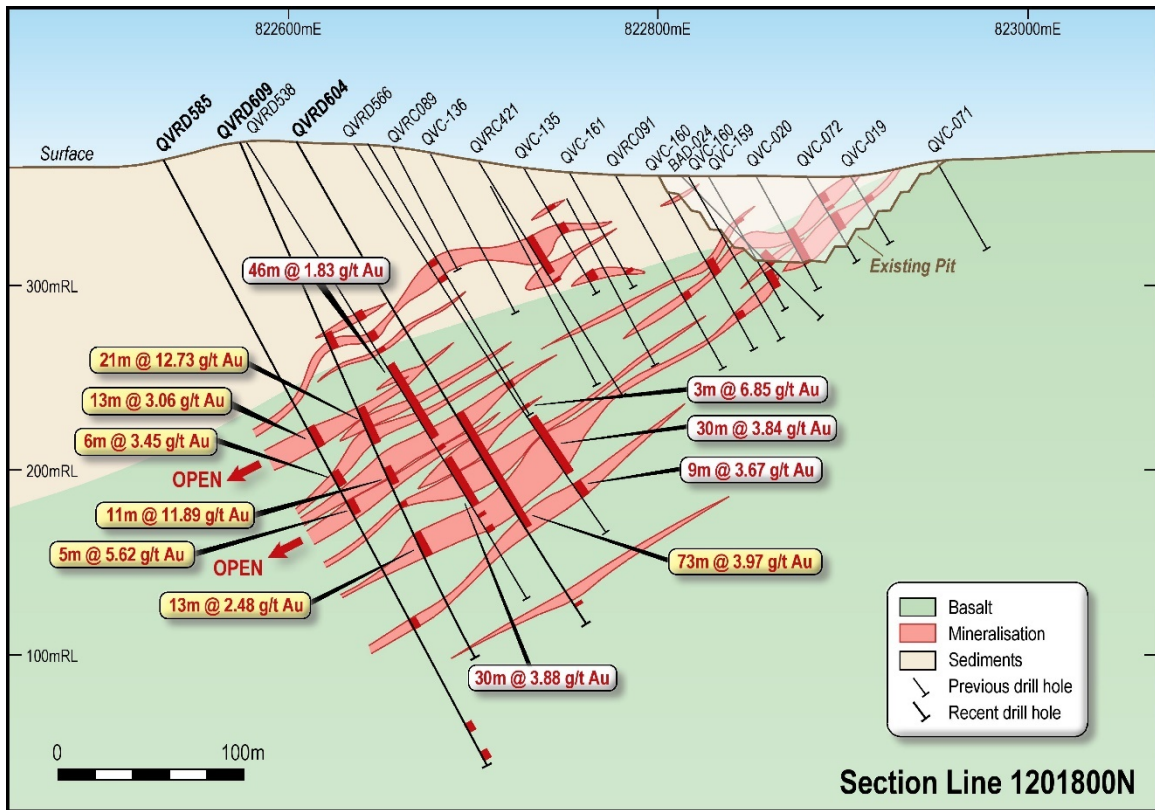 822600mE
822800mE
823000mE
QVRD585
QVRD609
QVRD538
QVRD604
QVRD566
QVRC089
QVC-136
QVRC421
QVC-135
QVC-161
QVRC091
QVC-160
BAD-024
QVC-160
QVC-159
QVC-020
QVC-072
QVC-019
QVC-071
Surface
Existing Pit
300mRL
200mRL
100mRL
46m @ 1.83 g/t Au
21m @ 12.73 g/t Au
13m @ 3.06 g/t Au
6m @ 3.45 g/t Au
OPEN
11m @ 11.89 g/t Au
5m @ 5.62 g/t Au
OPEN
13m @ 2.48 g/t Au
3m @ 6.85 g/t Au
30m @ 3.84 g/t Au
9m @ 3.67 g/t Au
73m @ 3.97 g/t Au
30m @ 3.88 g/t Au
Basalt
Mineralisation
Sediments
Previous drill hole
Recent drill hole
0
100m
Section Line 1201800N